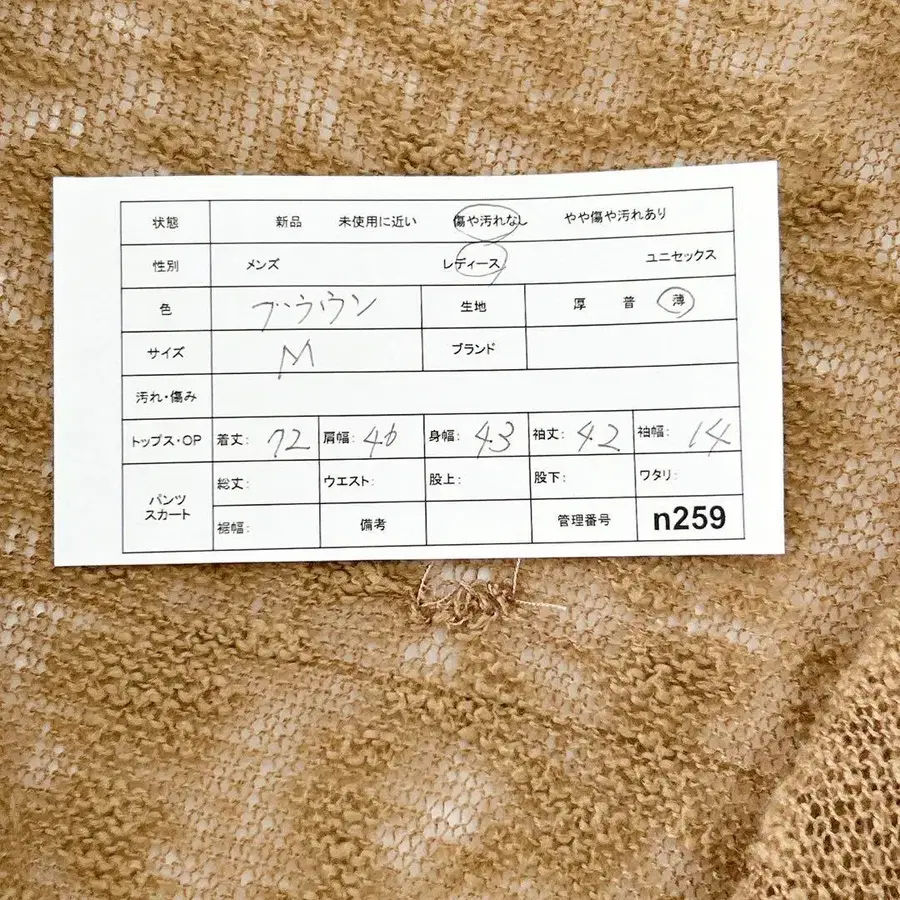 状態 新品 未使用に近い 傷や汚れなし やや傷や汚れあり
性別 メンズ レディース ユニセックス
色 ブラウン 生地 厚 普 薄
サイズ M ブランド
汚れ・傷み
トップス・OP 着丈: 72 肩幅: 40 身幅: 43 袖丈: 42 袖幅: 14
パンツ
スカート
総丈: ウエスト: 股上: 股下: ワタリ:
裾幅: 備考 管理番号 n259